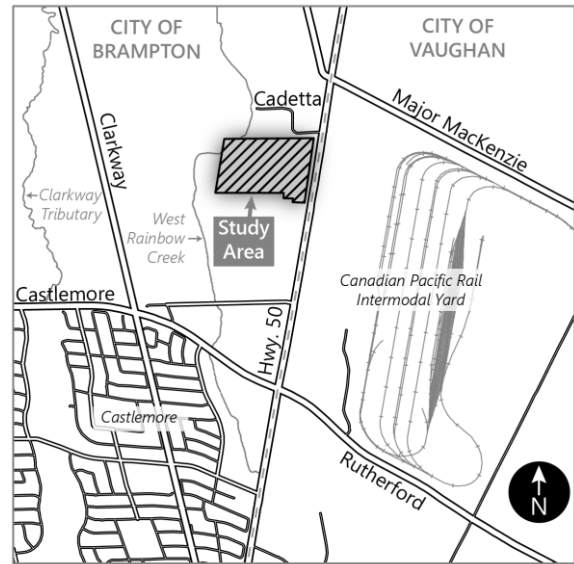 CITY OF
BRAMPTON
CITY OF
VAUGHAN
Cadetta
Major MacKenzie
Clarkway
Clarkway
Tributary
West
Rainbow
Creek
Study
Area
Canadian Pacific Rail
Intermodal Yard
Castlemore
Hwy. 50
Castlemore
Rutherford
N